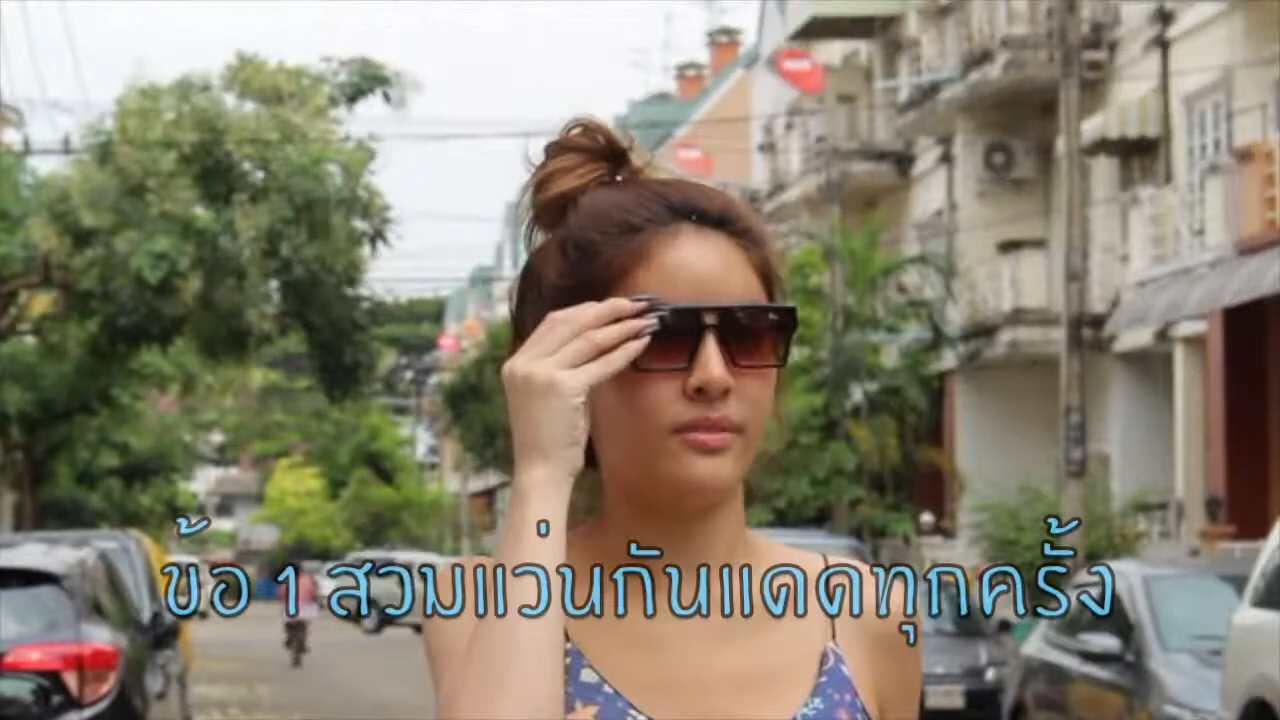 ข้อ 1 สวมแว่นกันแดดทุกครั้ง